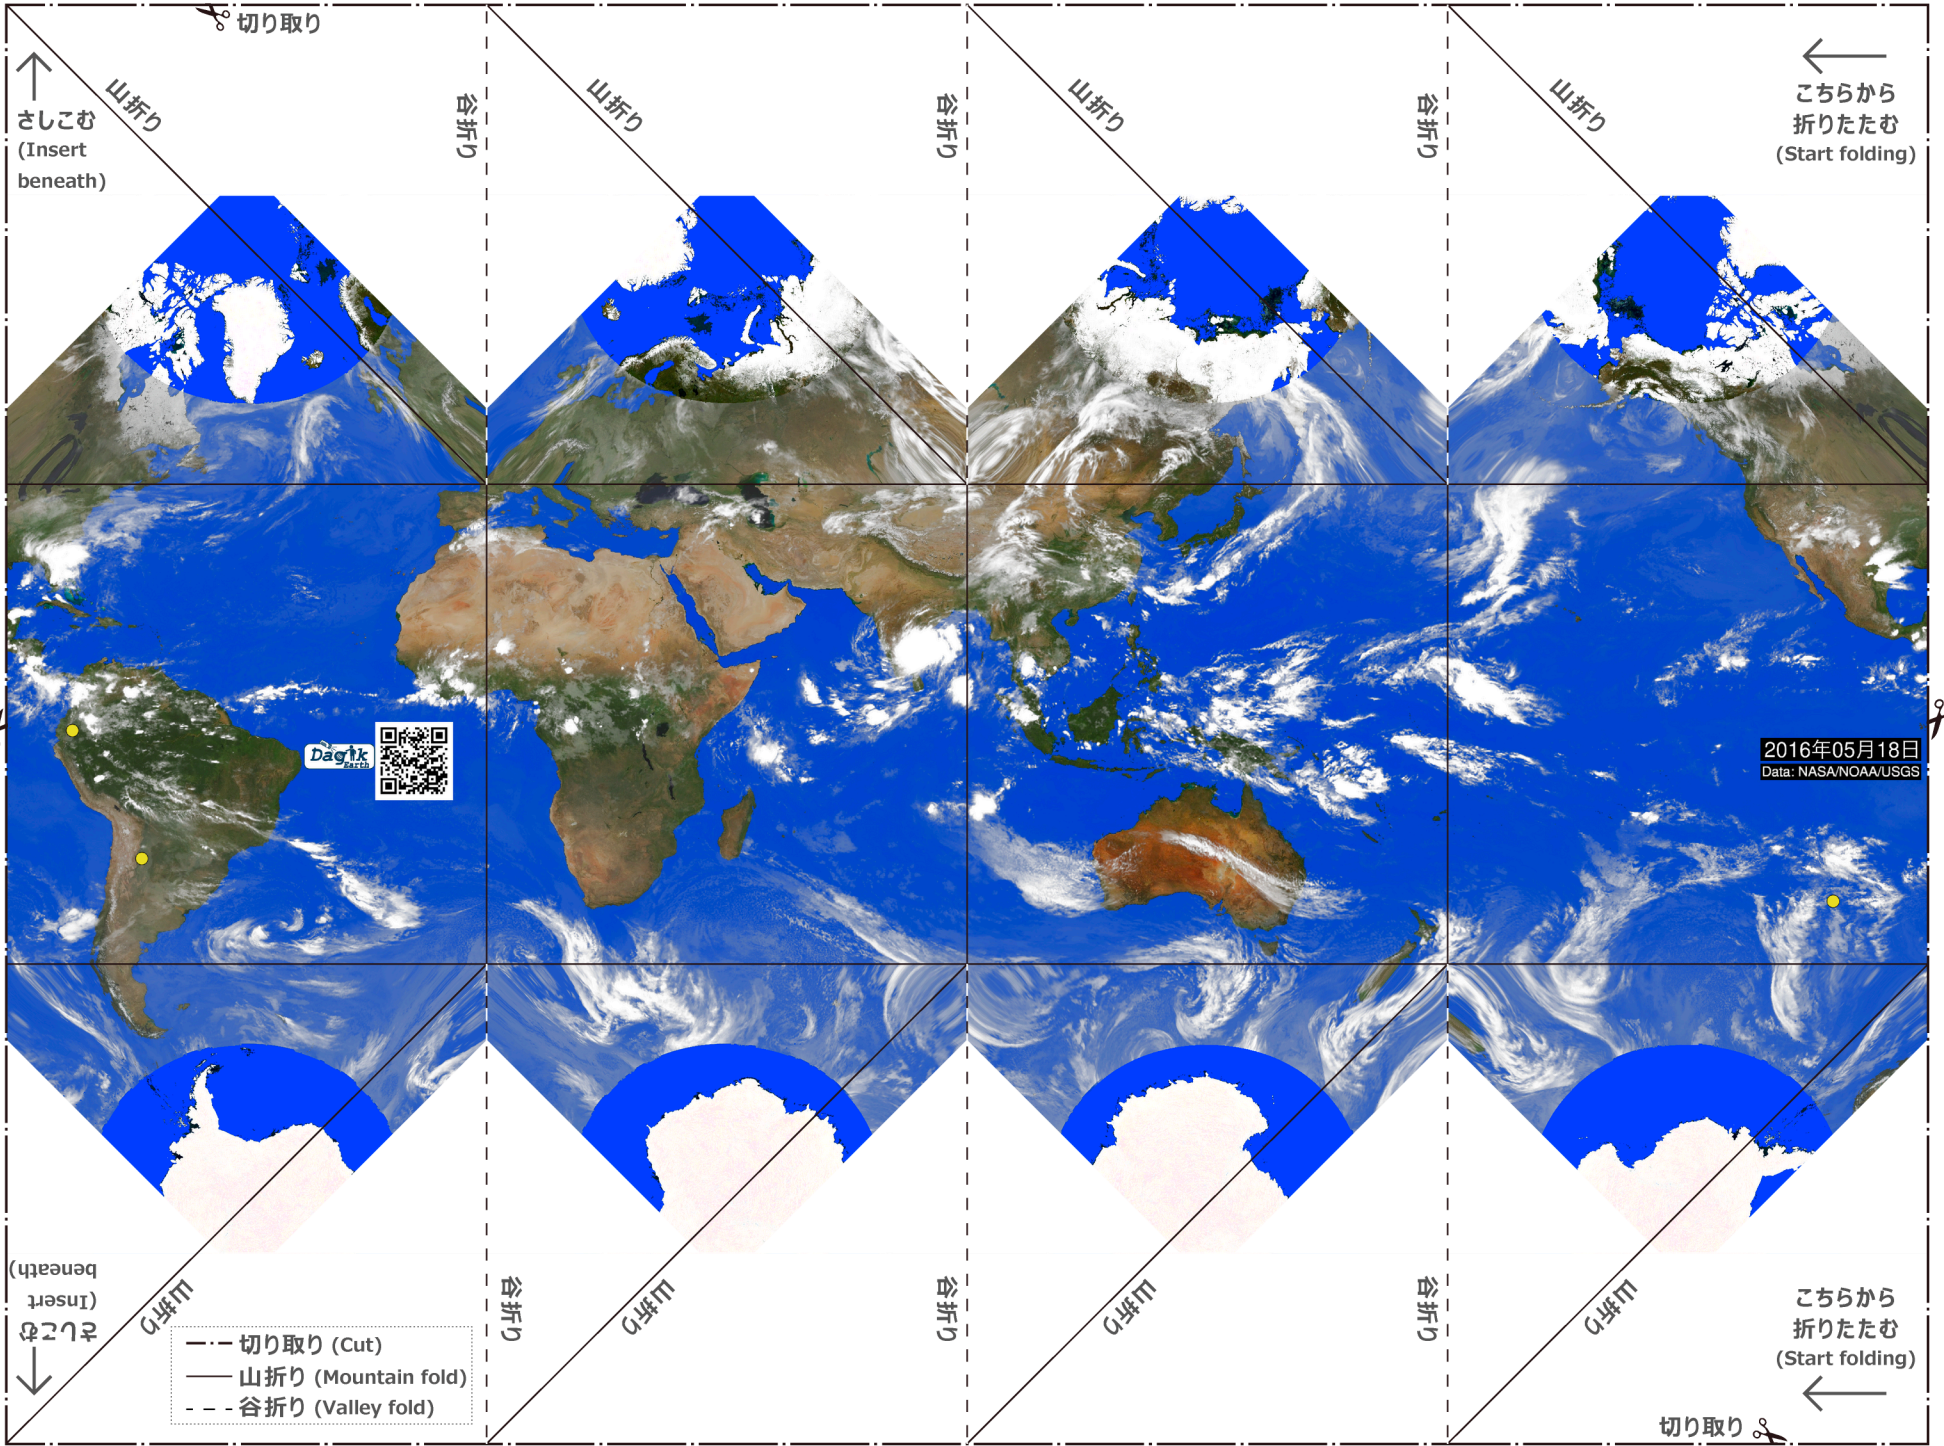 切り取り
山折り
谷折り
山折り
谷折り
山折り
谷折り
山折り
さしこむ
(Insert
beneath)
こちらから
折りたたむ
(Start folding)
Dagik
Earth
2016年05月18日
Data: NASA/NOAA/USGS
さしこむ
(Insert
beneath)
山折り
谷折り
山折り
谷折り
山折り
谷折り
山折り
こちらから
折りたたむ
(Start folding)
切り取り (Cut)
山折り (Mountain fold)
谷折り (Valley fold)
切り取り